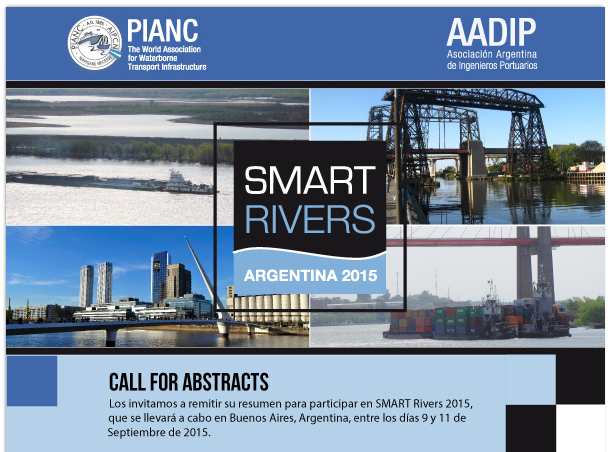 PIANC
The World Association
for Waterborne
Transport Infrastructure
AADIP
Asociación Argentina
de Ingenieros Portuarios
SMART
RIVERS
ARGENTINA 2015
CALL FOR ABSTRACTS
Los invitamos a remitir su resumen para participar en SMART Rivers 2015,
que se llevará a cabo en Buenos Aires, Argentina, entre los días 9 y 11 de
Septiembre de 2015.